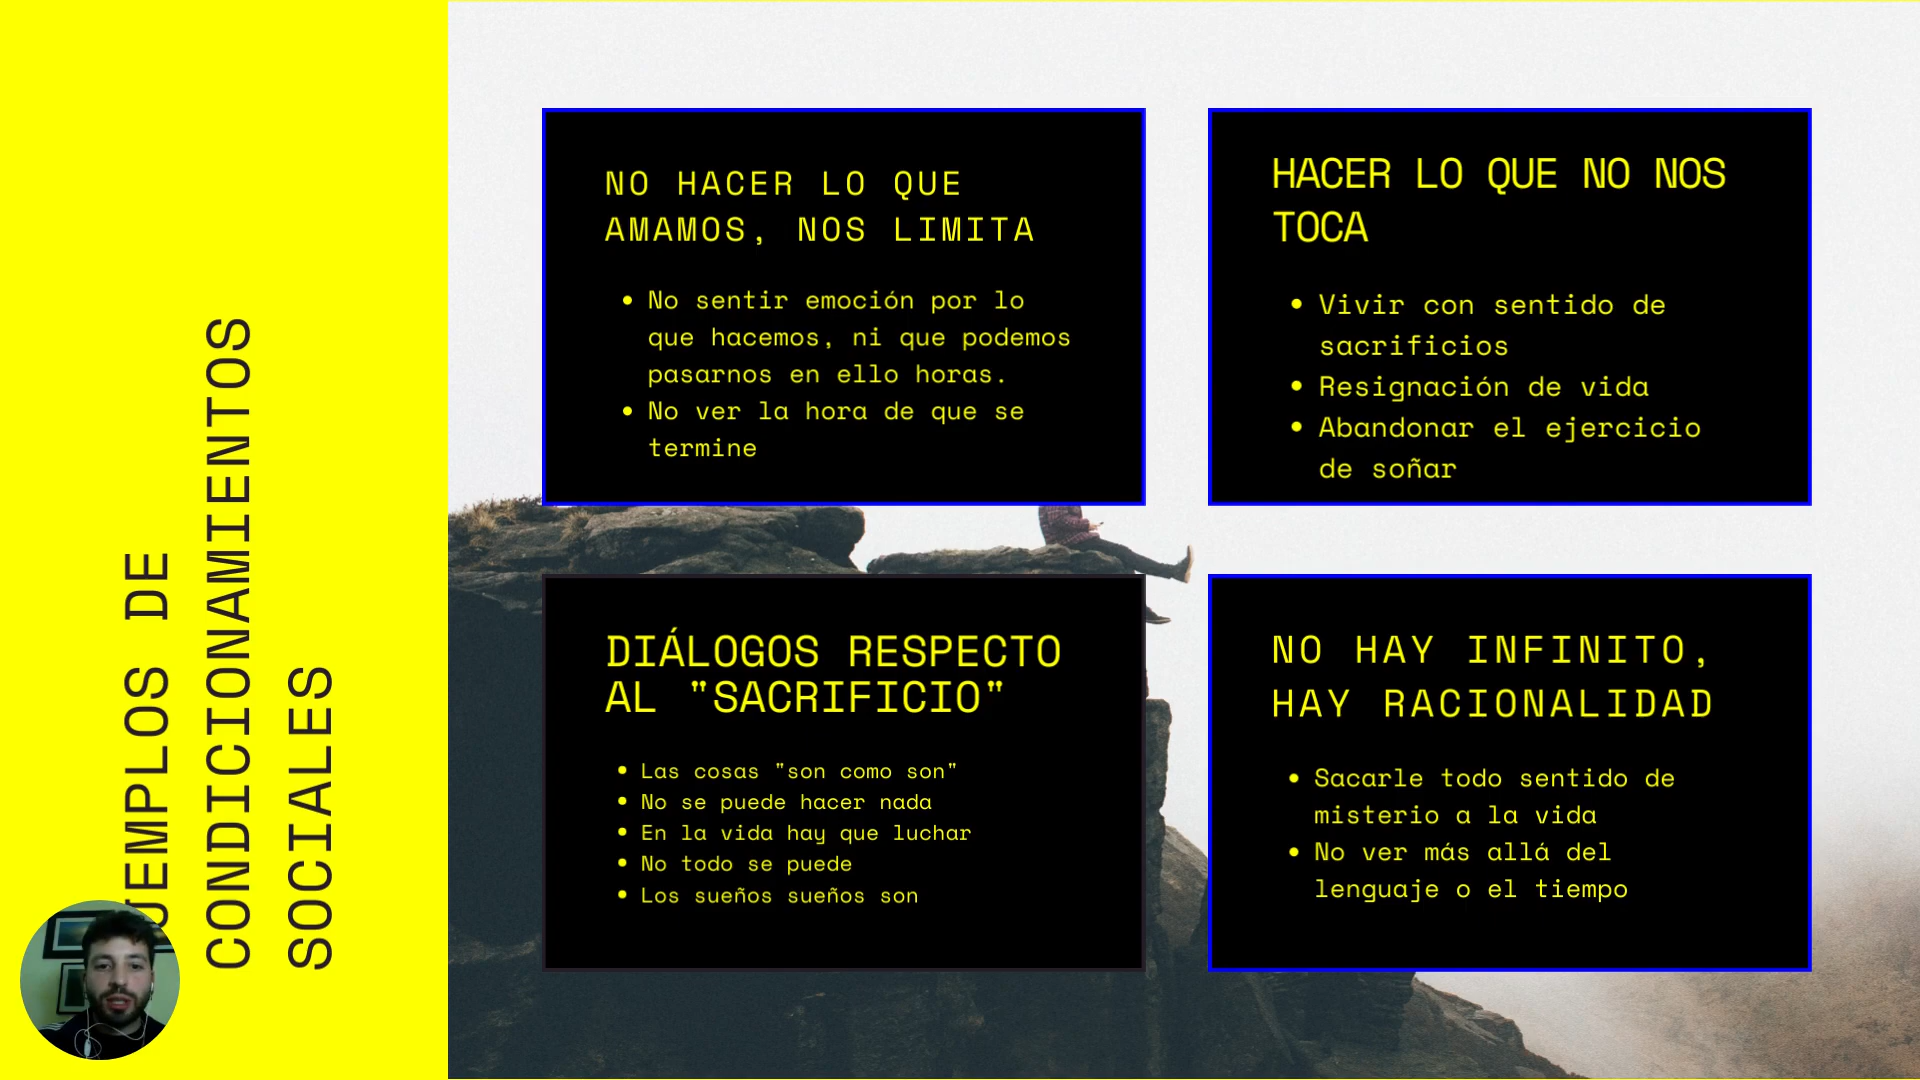 EJEMPLOS DE
CONDICIONAMIENTOS
SOCIALES
NO HACER LO QUE
AMAMOS, NOS LIMITA
• No sentir emoción por lo
que hacemos, ni que podemos
pasarnos en ello horas.
• No ver la hora de que se
termine
HACER LO QUE NO NOS
TOCA
• Vivir con sentido de
sacrificios
• Resignación de vida
• Abandonar el ejercicio
de soñar
DIÁLOGOS RESPECTO
AL "SACRIFICIO"
• Las cosas "son como son"
• No se puede hacer nada
• En la vida hay que luchar
• No todo se puede
• Los sueños sueños son
NO HAY INFINITO,
HAY RACIONALIDAD
• Sacarle todo sentido de
misterio a la vida
• No ver más allá del
lenguaje o el tiempo